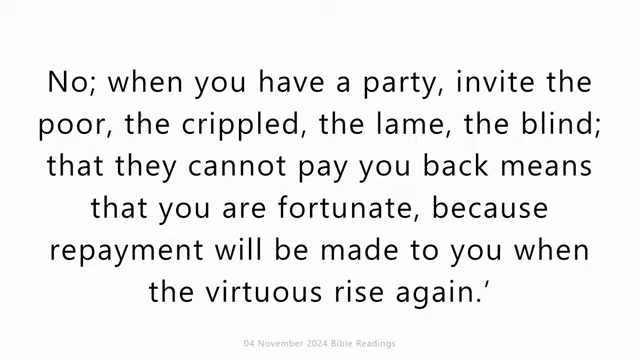 No; when you have a party, invite the
poor, the crippled, the lame, the blind;
that they cannot pay you back means
that you are fortunate, because
repayment will be made to you when
the virtuous rise again.’
04 November 2024 Bible Readings